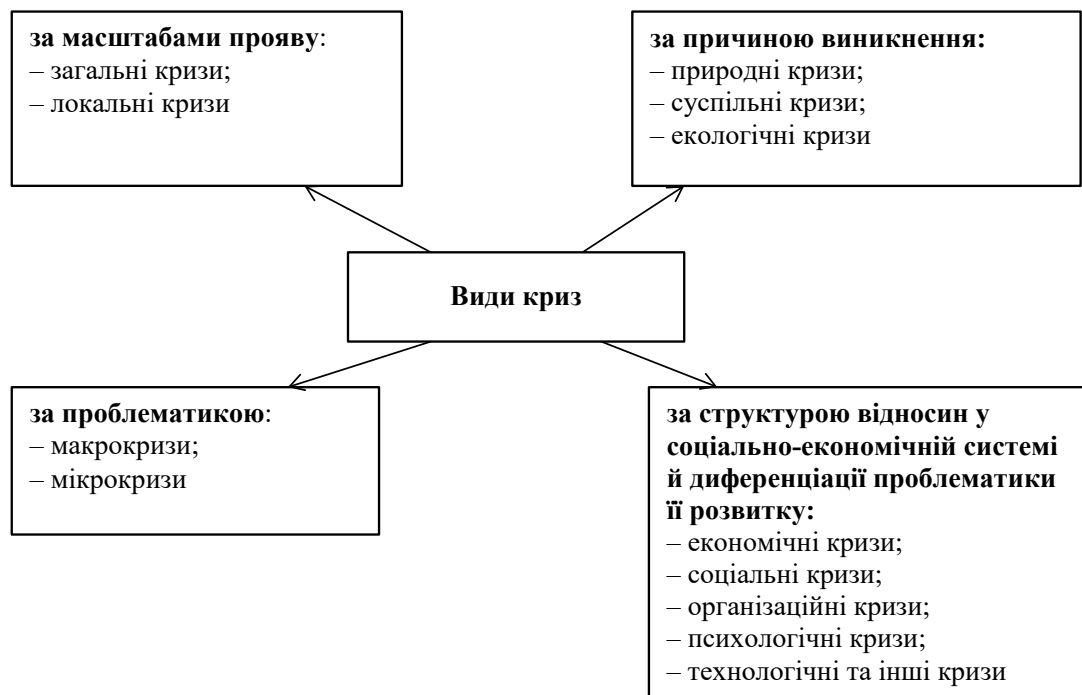 за масштабами прояву:
– загальні кризи;
– локальні кризи
за причиною виникнення:
– природні кризи;
– суспільні кризи;
– екологічні кризи
Види криз
за проблематикою:
– макрокризи;
– мікрокризи
за структурою відносин у
соціально-економічній системі
й диференціації проблематики
її розвитку:
– економічні кризи;
– соціальні кризи;
– організаційні кризи;
– психологічні кризи;
– технологічні та інші кризи